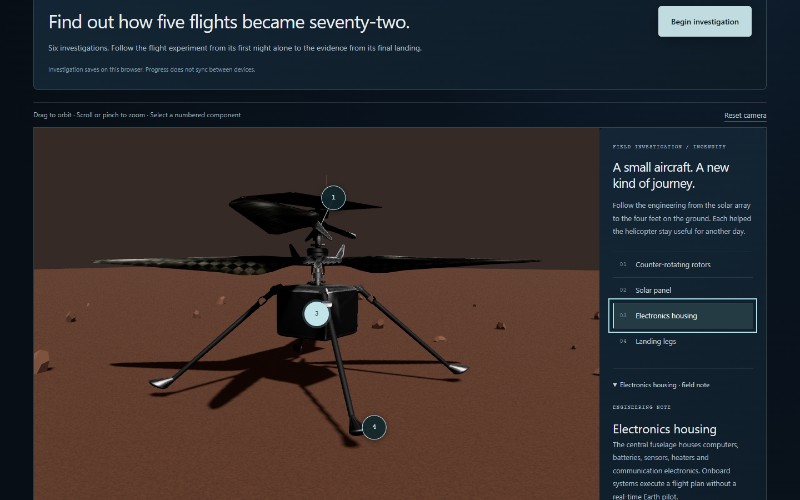 Find out how five flights became seventy-two.
Six investigations. Follow the flight experiment from its first night alone to the evidence from its final landing.
Investigation saves on this browser. Progress does not sync between devices.
Begin investigation
Drag to orbit · Scroll or pinch to zoom · Select a numbered component
Reset camera
1
3
4
FIELD INVESTIGATION / INGENUITY
A small aircraft. A new
kind of journey.
Follow the engineering from the solar array
to the four feet on the ground. Each helped
the helicopter stay useful for another day.
01 Counter-rotating rotors
02 Solar panel
03 Electronics housing
04 Landing legs
▼ Electronics housing · field note
ENGINEERING NOTE
Electronics housing
The central fuselage houses computers,
batteries, sensors, heaters and
communication electronics. Onboard
systems execute a flight plan without a
real-time Earth pilot.